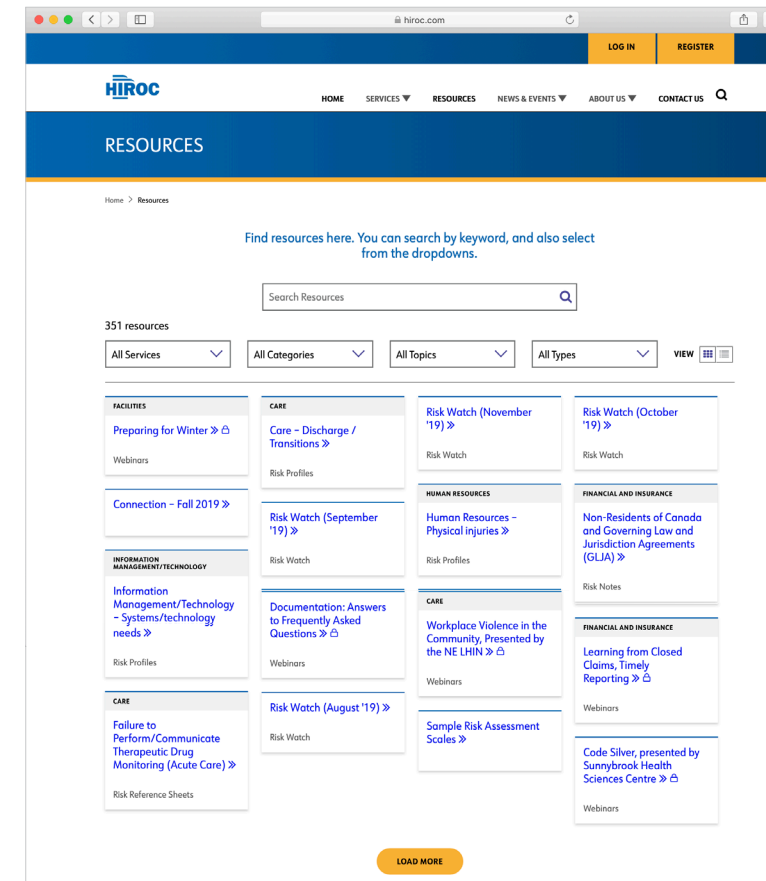 hiroc.com
LOG IN
REGISTER
HIROC
HOME
SERVICES
RESOURCES
NEWS & EVENTS
ABOUT US
CONTACT US
RESOURCES
Home > Resources
Find resources here. You can search by keyword, and also select
from the dropdowns.
Search Resources
351 resources
All Services
All Categories
All Topics
All Types
VIEW
FACILITIES
Preparing for Winter »
Webinars
Connection – Fall 2019 »
INFORMATION
MANAGEMENT/TECHNOLOGY
Information
Management/Technology
– Systems/technology
needs »
Risk Profiles
CARE
Failure to
Perform/Communicate
Therapeutic Drug
Monitoring (Acute Care) »
Risk Reference Sheets
CARE
Care – Discharge /
Transitions »
Risk Profiles
Risk Watch (September
'19) »
Risk Watch
Documentation: Answers
to Frequently Asked
Questions »
Webinars
Risk Watch (August '19) »
Risk Watch
Risk Watch (November
'19) »
Risk Watch
HUMAN RESOURCES
Human Resources –
Physical injuries »
Risk Profiles
CARE
Workplace Violence in the
Community, Presented by
the NE LHIN »
Webinars
Sample Risk Assessment
Scales »
Risk Watch (October
'19) »
Risk Watch
FINANCIAL AND INSURANCE
Non-Residents of Canada
and Governing Law and
Jurisdiction Agreements
(GLJA) »
Risk Notes
FINANCIAL AND INSURANCE
Learning from Closed
Claims, Timely
Reporting »
Webinars
Code Silver, presented by
Sunnybrook Health
Sciences Centre »
Webinars
LOAD MORE